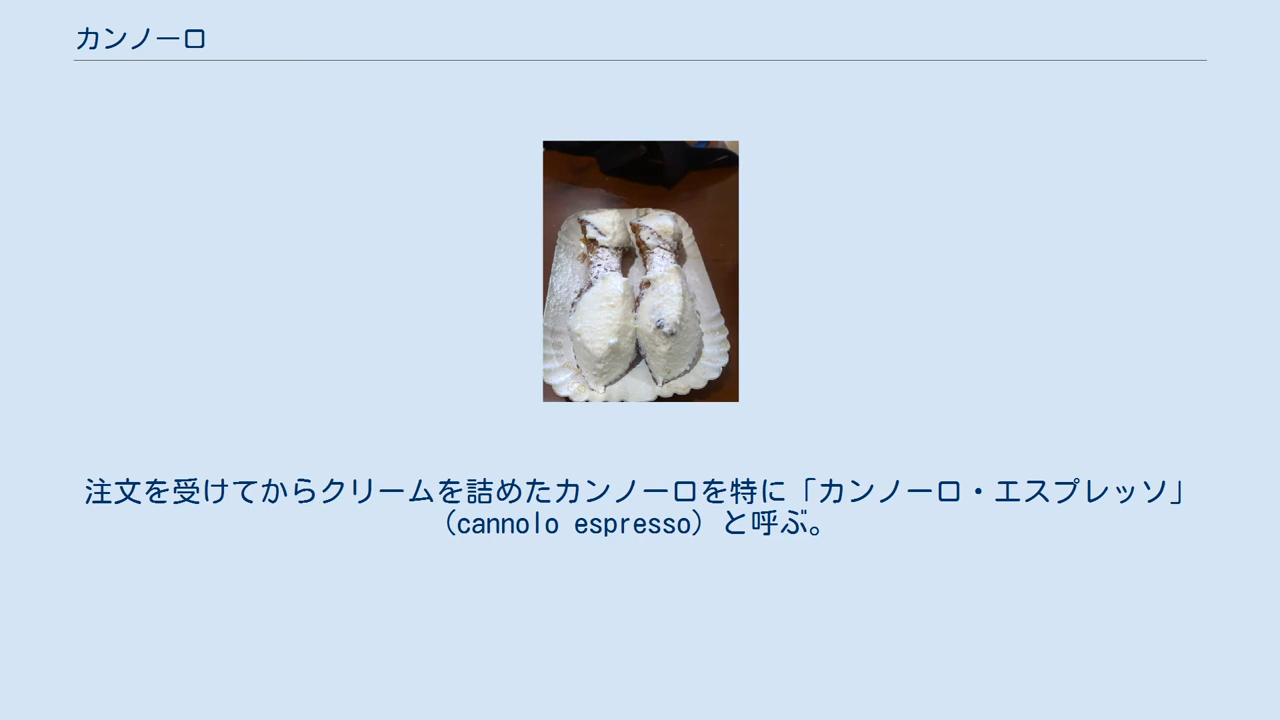 カンノーロ
注文を受けてからクリームを詰めたカンノーロを特に「カンノーロ・エスプレッソ」
（cannolo espresso）と呼ぶ。